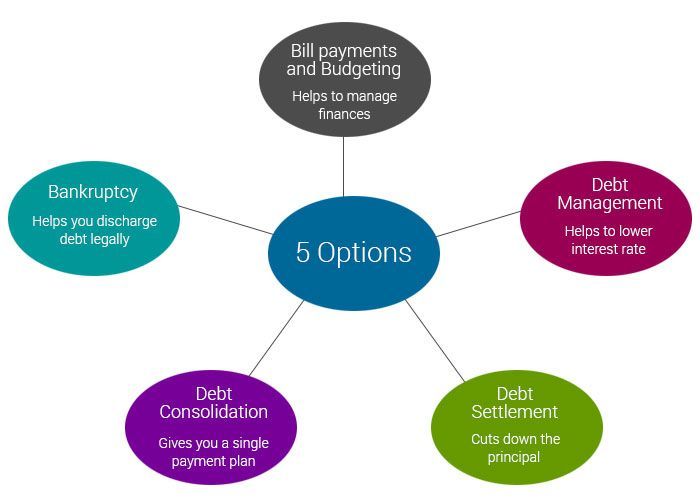 Bill payments
and Budgeting
Helps to manage
finances
Bankruptcy
Helps you discharge
debt legally
Debt
Management
Helps to lower
interest rate
5 Options
Debt
Consolidation
Gives you a single
payment plan
Debt
Settlement
Cuts down the
principal